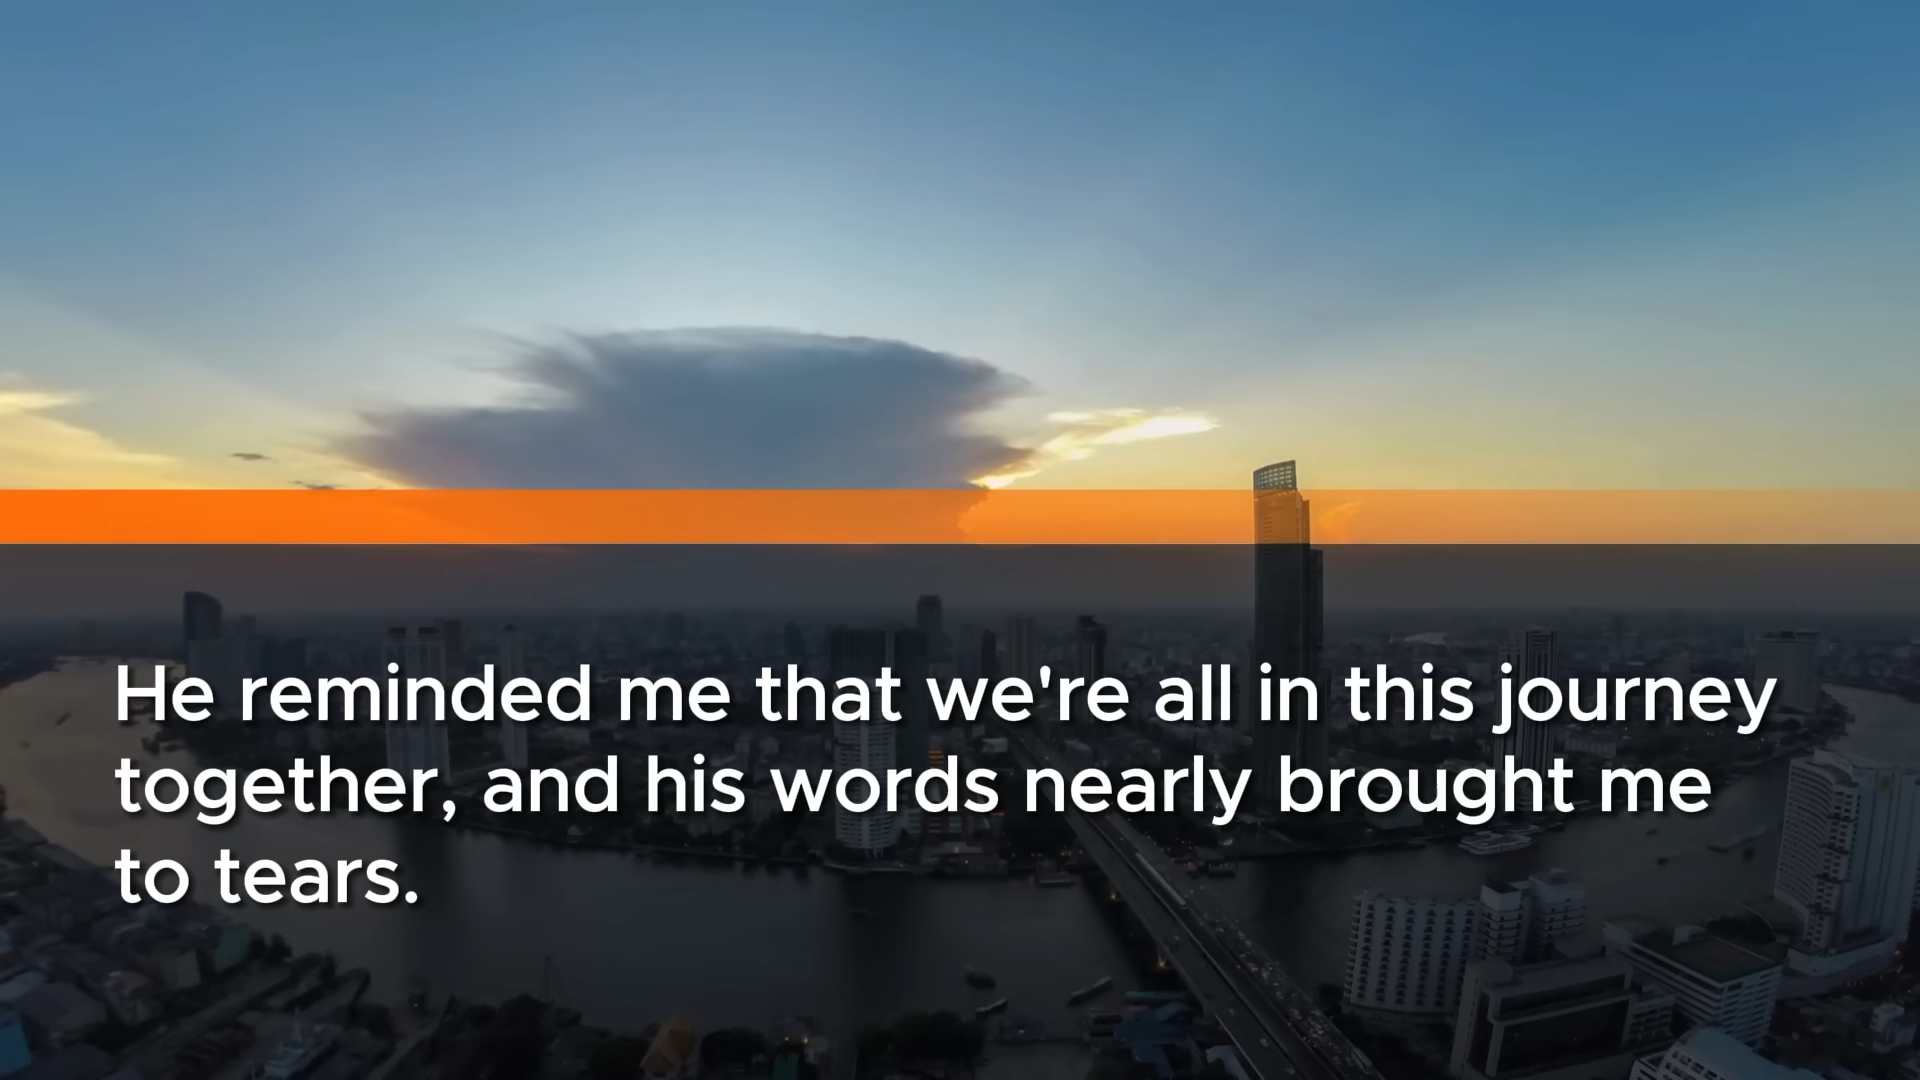 He reminded me that we're all in this journey
together, and his words nearly brought me
to tears.